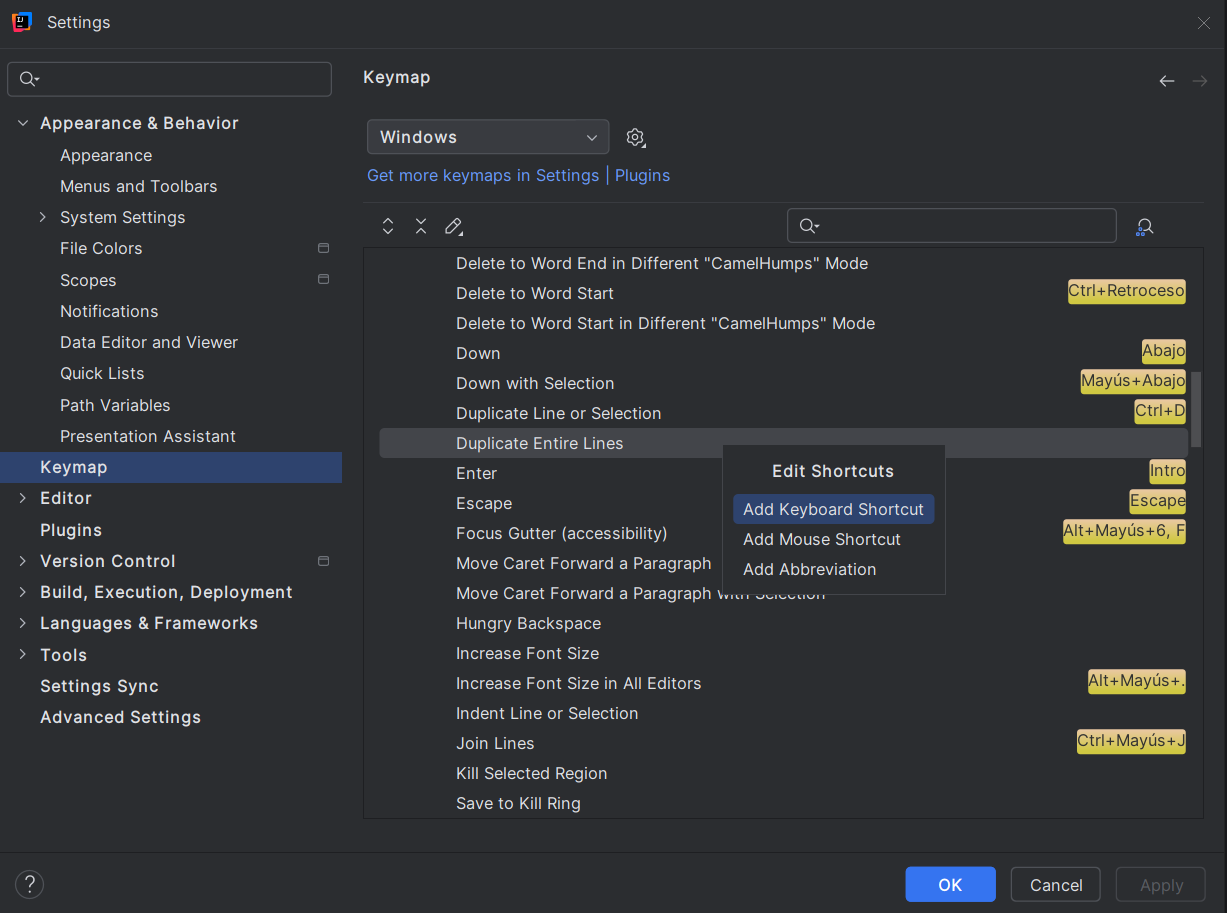 Settings
Keymap
Appearance & Behavior
Appearance
Menus and Toolbars
System Settings
File Colors
Scopes
Notifications
Data Editor and Viewer
Quick Lists
Path Variables
Presentation Assistant
Keymap
Editor
Plugins
Version Control
Build, Execution, Deployment
Languages & Frameworks
Tools
Settings Sync
Advanced Settings
Windows
Get more keymaps in Settings | Plugins
Delete to Word End in Different "CamelHumps" Mode
Delete to Word Start Ctrl+Retroceso
Delete to Word Start in Different "CamelHumps" Mode
Down Abajo
Down with Selection Mayús+Abajo
Duplicate Line or Selection Ctrl+D
Duplicate Entire Lines
Enter Intro
Escape Escape
Focus Gutter (accessibility) Alt+Mayús+6, F
Move Caret Forward a Paragraph
Move Caret Forward a Paragraph with Selection
Hungry Backspace
Increase Font Size
Increase Font Size in All Editors Alt+Mayús+.
Indent Line or Selection
Join Lines Ctrl+Mayús+J
Kill Selected Region
Save to Kill Ring
Edit Shortcuts
Add Keyboard Shortcut
Add Mouse Shortcut
Add Abbreviation
?
OK
Cancel
Apply